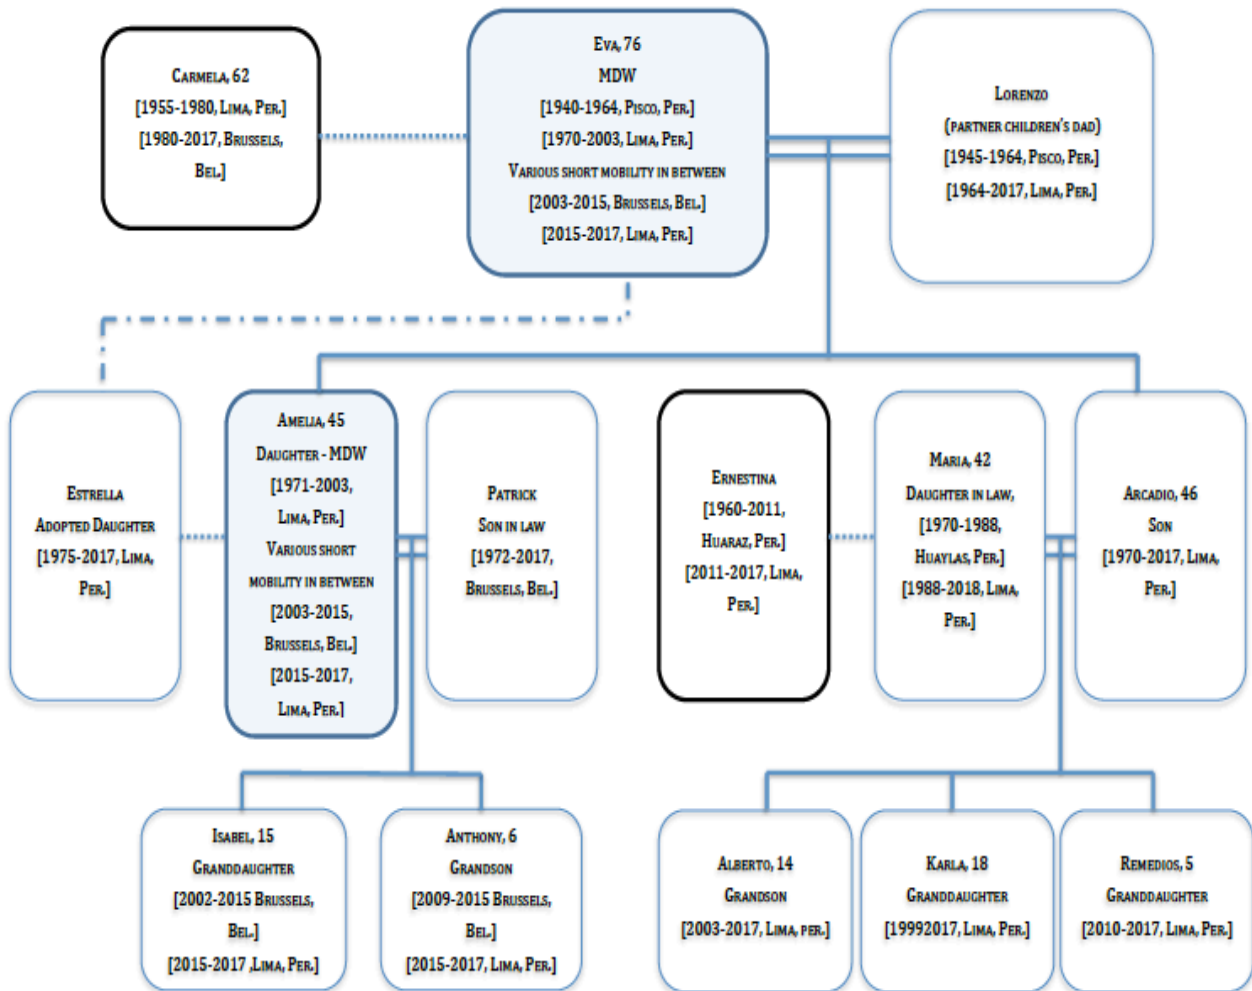 Carmela, 62
[1955-1980, Lima, Per.]
[1980-2017, Brussels,
Bel.]
Eva, 76
MDW
[1940-1964, Pisco, Per.]
[1970-2003, Lima, Per.]
Various short mobility in between
[2003-2015, Brussels, Bel.]
[2015-2017, Lima, Per.]
Lorenzo
(partner children's dad)
[1945-1964, Pisco, Per.]
[1964-2017, Lima, Per.]
Estrella
Adopted Daughter
[1975-2017, Lima,
Per.]
Amelia, 45
Daughter - MDW
[1971-2003,
Lima, Per.]
Various short
mobility in between
[2003-2015,
Brussels, Bel.]
[2015-2017,
Lima, Per.]
Patrick
Son in law
[1972-2017,
Brussels, Bel.]
Ernestina
[1960-2011,
Huaraz, Per.]
[2011-2017, Lima,
Per.]
Maria, 42
Daughter in law,
[1970-1988,
Huaylas, Per.]
[1988-2018, Lima,
Per.]
Arcadio, 46
Son
[1970-2017, Lima,
Per.]
Isabel, 15
Granddaughter
[2002-2015 Brussels,
Bel.]
[2015-2017 ,Lima, Per.]
Anthony, 6
Grandson
[2009-2015 Brussels,
Bel.]
[2015-2017, Lima, Per.]
Alberto, 14
Grandson
[2003-2017, Lima, per.]
Karla, 18
Granddaughter
[19992017, Lima, Per.]
Remedios, 5
Granddaughter
[2010-2017, Lima, Per.]